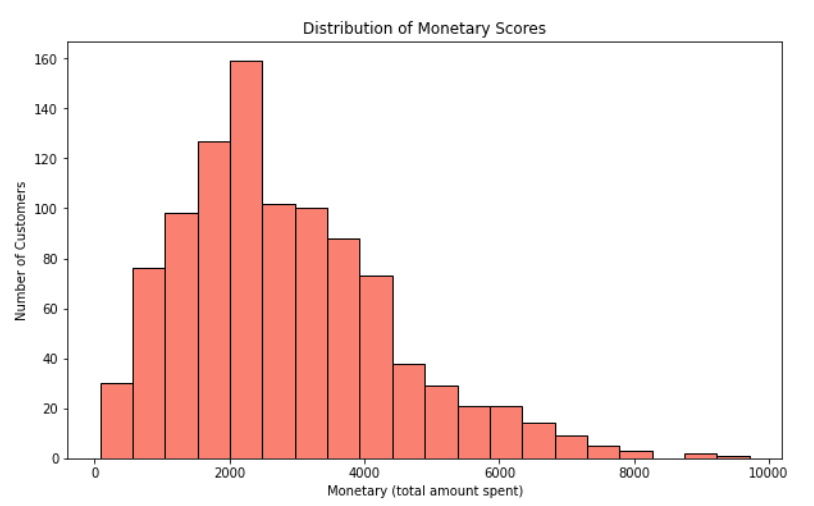 Distribution of Monetary Scores
160
140
120
100
80
60
40
20
0
Number of Customers
0 2000 4000 6000 8000 10000
Monetary (total amount spent)